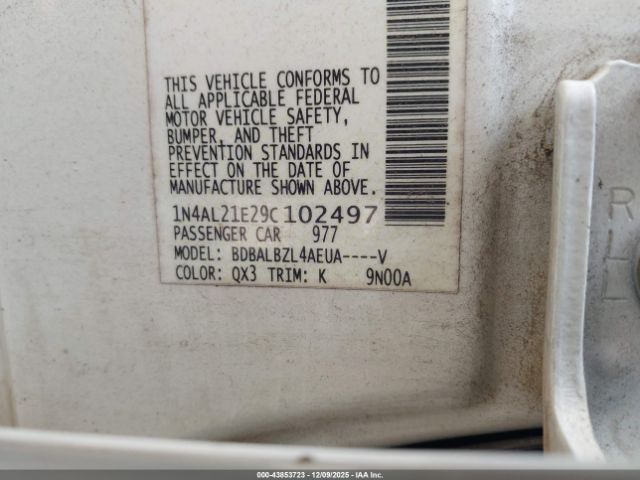 THIS VEHICLE CONFORMS TO
ALL APPLICABLE FEDERAL
MOTOR VEHICLE SAFETY,
BUMPER, AND THEFT
PREVENTION STANDARDS IN
EFFECT ON THE DATE OF
MANUFACTURE SHOWN ABOVE.
1N4AL21E29C102497
PASSENGER CAR 977
MODEL: BDBALBZL4AEUA----V
COLOR: QX3 TRIM: K 9N00A
000-43853723 - 12/09/2025 - IAA Inc.